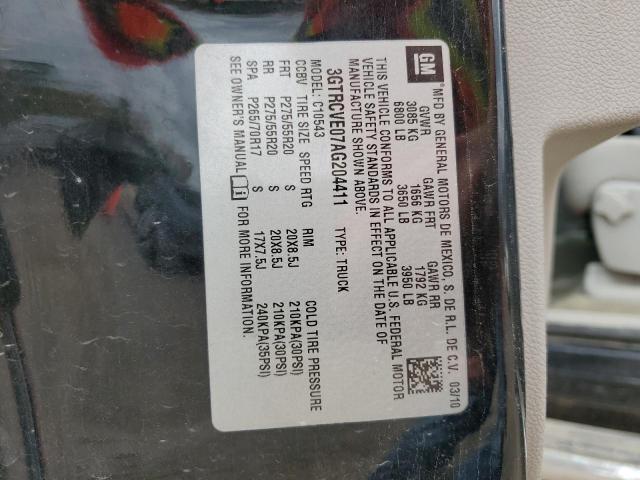 GM
MFD BY GENERAL MOTORS DE MEXICO, S. DE R.L. DE C.V. 03/10
GVWR GAWR FRT GAWR RR
3085 KG 1656 KG 1792 KG
6800 LB 3650 LB 3950 LB
THIS VEHICLE CONFORMS TO ALL APPLICABLE U.S. FEDERAL MOTOR
VEHICLE SAFETY STANDARDS IN EFFECT ON THE DATE OF
MANUFACTURE SHOWN ABOVE.
3GTRCVE07AG204411 TYPE: TRUCK
MODEL: C10543
CCBV TIRE SIZE SPEED RTG RIM COLD TIRE PRESSURE
FRT P275/55R20 S 20X8.5J 210KPA(30PSI)
RR P275/55R20 S 20X8.5J 210KPA(30PSI)
SPA P265/70R17 S 17X7.5J 240KPA(35PSI)
SEE OWNER'S MANUAL FOR MORE INFORMATION.